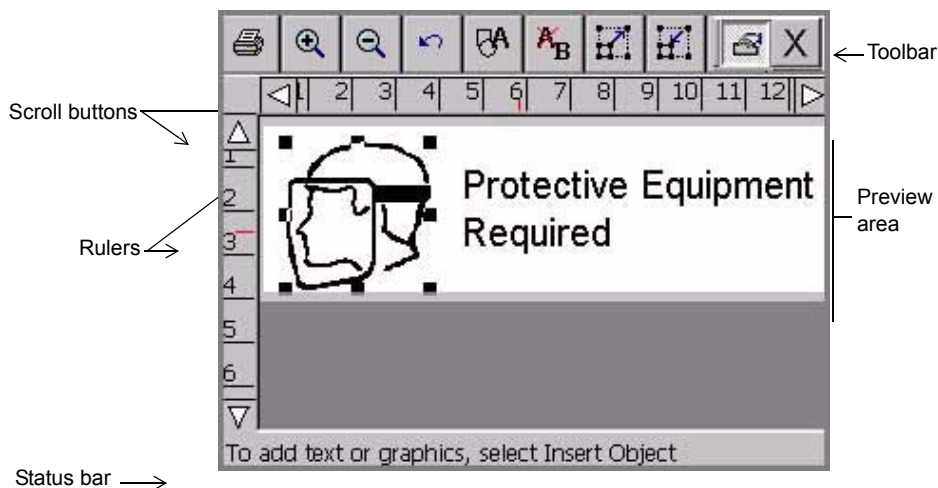 A
A B
X
Toolbar
1 2 3 4 5 6 7 8 9 10 11 12
Scroll buttons
1
2
3
4
5
6
Protective Equipment
Required
Preview
area
Rulers
To add text or graphics, select Insert Object
Status bar